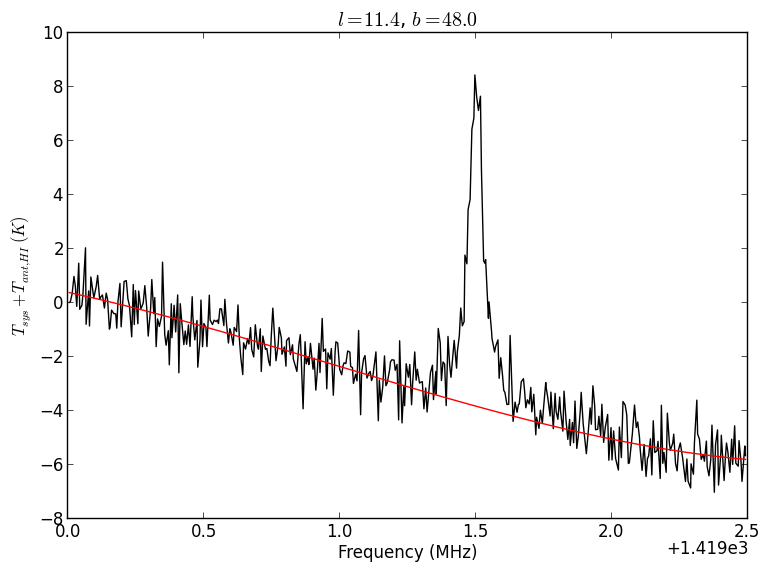 l = 11.4, b = 48.0
10
8
6
4
2
0
−2
−4
−6
−8
T_sys + T_ant,HI (K)
0.0 0.5 1.0 1.5 2.0 2.5
Frequency (MHz)
+1.419e3